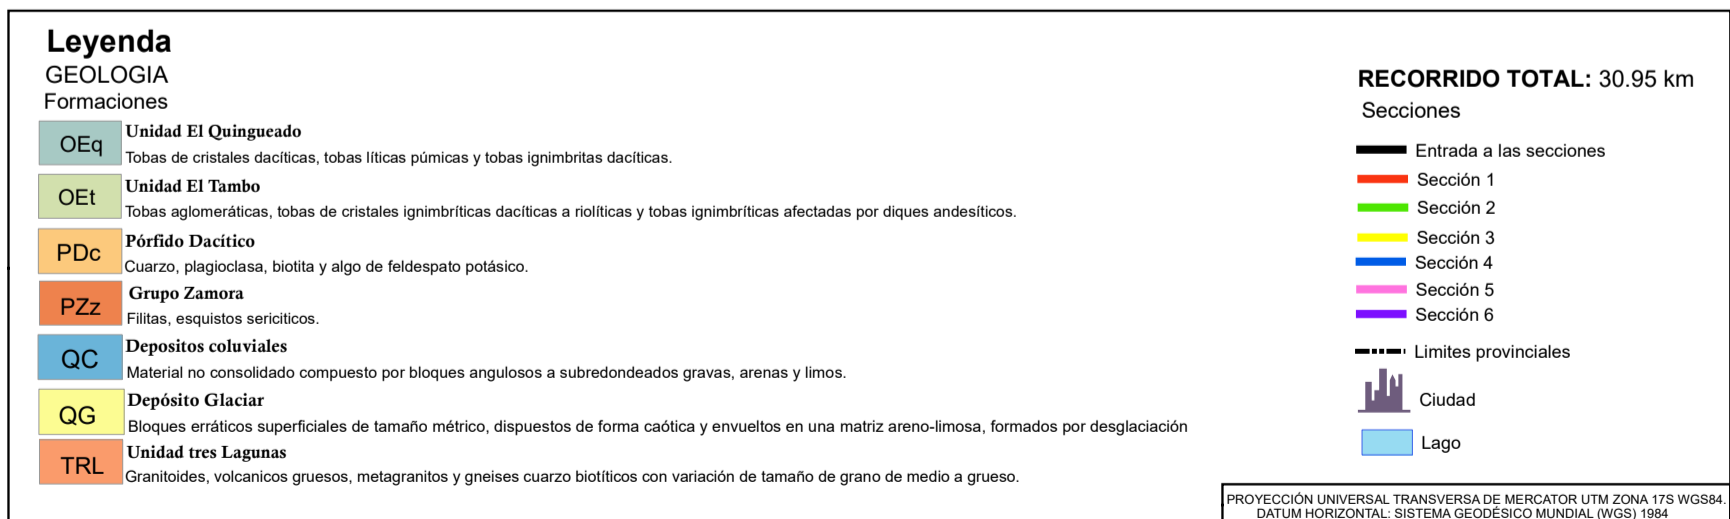 Leyenda
GEOLOGIA
Formaciones
OEq
Unidad El Quingueado
Tobas de cristales dacíticas, tobas líticas púmicas y tobas ignimbritas dacíticas.
OEt
Unidad El Tambo
Tobas aglomeráticas, tobas de cristales ignimbríticas dacíticas a riolíticas y tobas ignimbríticas afectadas por diques andesíticos.
PDc
Pórfido Dacítico
Cuarzo, plagioclasa, biotita y algo de feldespato potásico.
PZz
Grupo Zamora
Filitas, esquistos sericiticos.
QC
Depositos coluviales
Material no consolidado compuesto por bloques angulosos a subredondeados gravas, arenas y limos.
QG
Depósito Glaciar
Bloques erráticos superficiales de tamaño métrico, dispuestos de forma caótica y envueltos en una matriz areno-limosa, formados por desglaciación
TRL
Unidad tres Lagunas
Granitoides, volcanicos gruesos, metagranitos y gneises cuarzo biotíticos con variación de tamaño de grano de medio a grueso.
RECORRIDO TOTAL: 30.95 km
Secciones
Entrada a las secciones
Sección 1
Sección 2
Sección 3
Sección 4
Sección 5
Sección 6
Limites provinciales
Ciudad
Lago
PROYECCIÓN UNIVERSAL TRANSVERSA DE MERCATOR UTM ZONA 17S WGS84.
DATUM HORIZONTAL: SISTEMA GEODÉSICO MUNDIAL (WGS) 1984